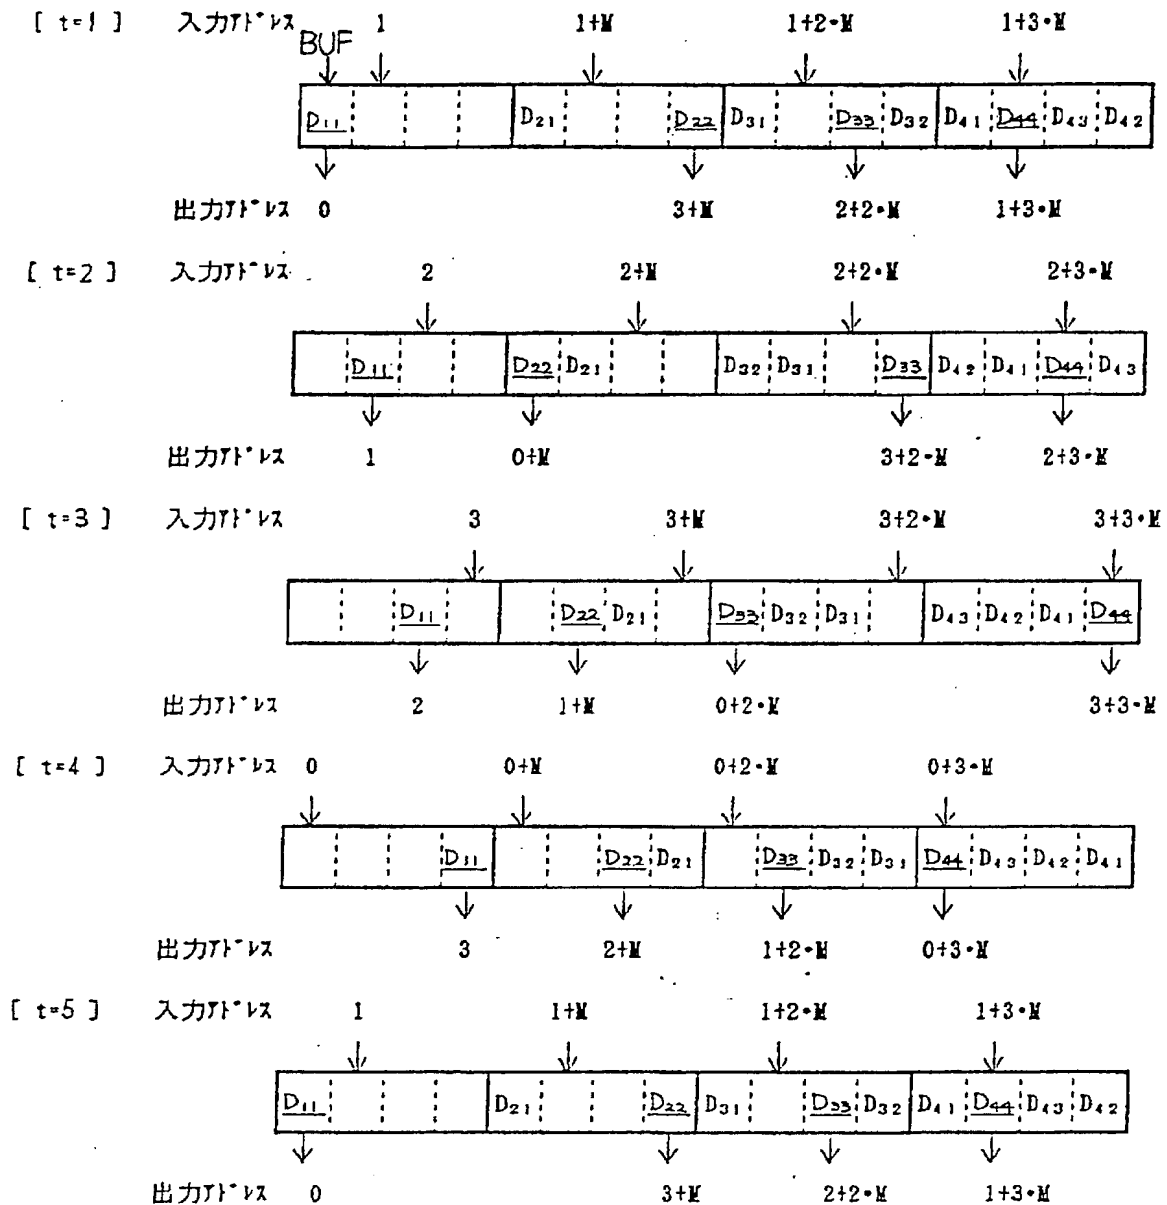 [ t=1 ] 入力アドレス 1 1+M 1+2・M 1+3・M
BUF
D11 D21 D22 D31 D33 D32 D41 D44 D43 D42
出力アドレス 0 3+M 2+2・M 1+3・M
[ t=2 ] 入力アドレス 2 2+M 2+2・M 2+3・M
D11 D22 D21 D32 D31 D33 D42 D41 D44 D43
出力アドレス 1 0+M 3+2・M 2+3・M
[ t=3 ] 入力アドレス 3 3+M 3+2・M 3+3・M
D11 D22 D21 D33 D32 D31 D43 D42 D41 D44
出力アドレス 2 1+M 0+2・M 3+3・M
[ t=4 ] 入力アドレス 0 0+M 0+2・M 0+3・M
D11 D22 D21 D33 D32 D31 D44 D43 D42 D41
出力アドレス 3 2+M 1+2・M 0+3・M
[ t=5 ] 入力アドレス 1 1+M 1+2・M 1+3・M
D11 D21 D22 D31 D33 D32 D41 D44 D43 D42
出力アドレス 0 3+M 2+2・M 1+3・M